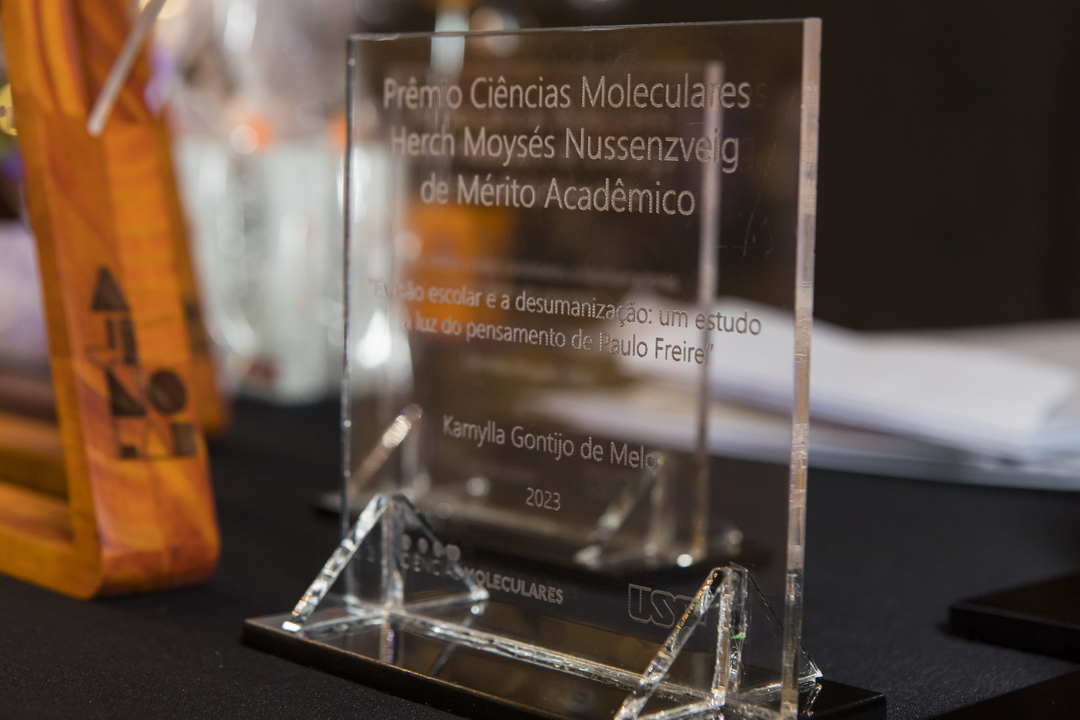 Prêmio Ciências Moleculares
Herch Moysés Nussenzveig
de Mérito Acadêmico
escolar e a desumanização: um estudo
à luz do pensamento de Paulo Freire"
Kamylla Gontijo de Melo
2023
MOLECULARES
USP